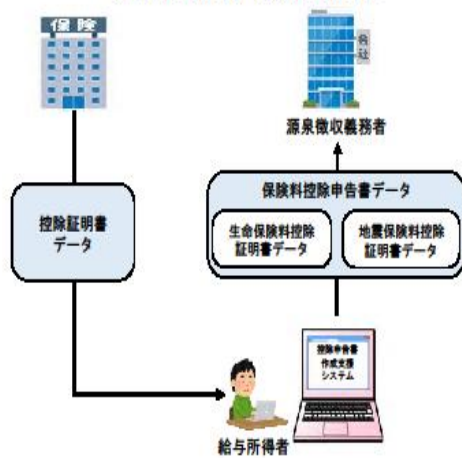 保険
会社
源泉徴収義務者
保険料控除申告書データ
控除証明書
データ
生命保険料控除
証明書データ
地震保険料控除
証明書データ
控除申告書
作成支援
システム
給与所得者